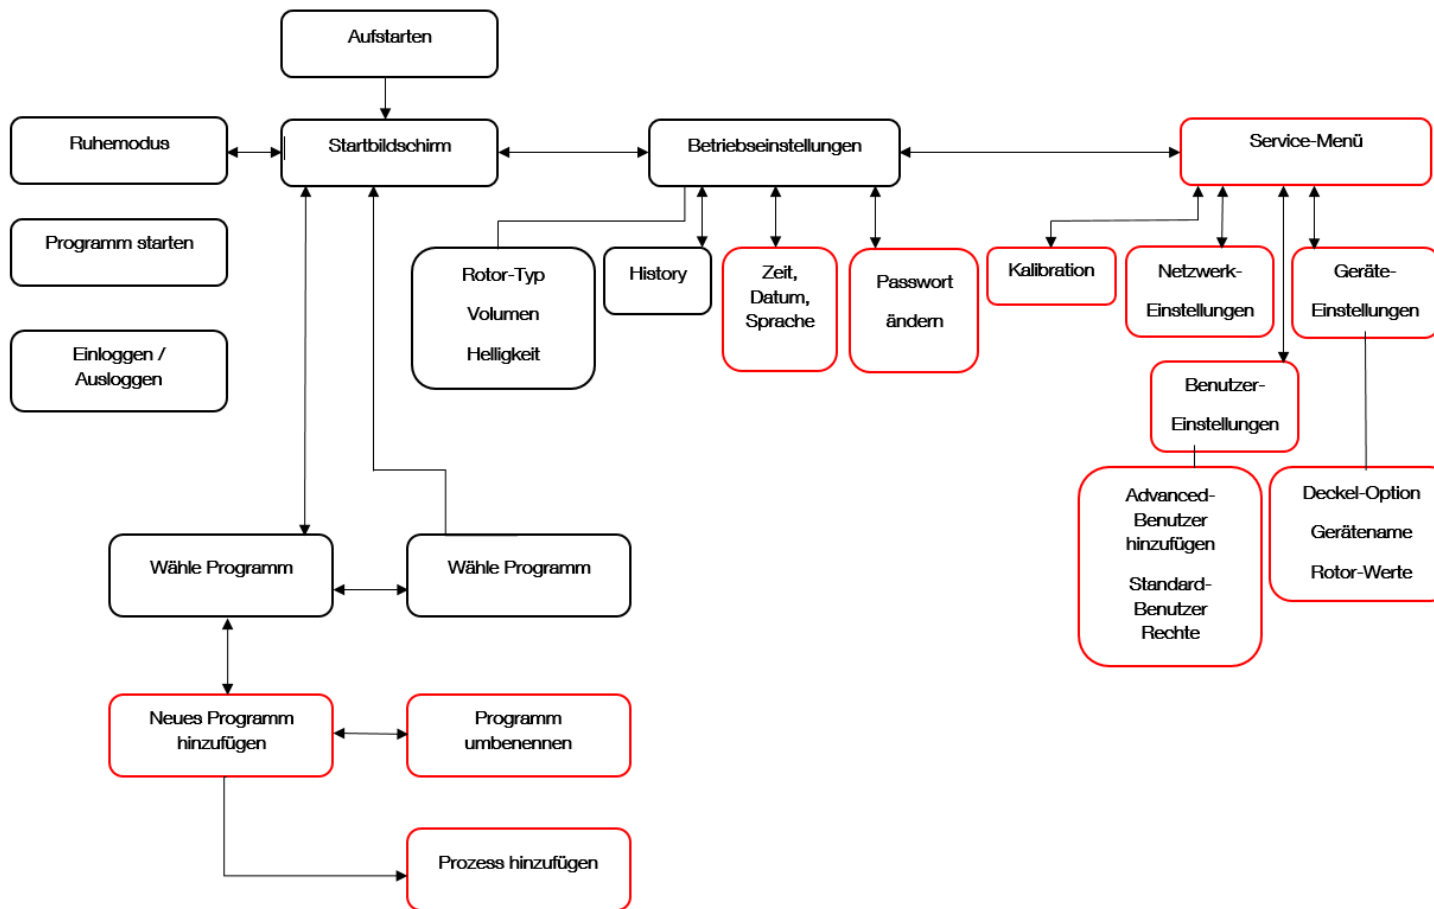 Aufstarten
Ruhemodus
Startbildschirm
Betriebseinstellungen
Service-Menü
Programm starten
Einloggen /
Ausloggen
Rotor-Typ
Volumen
Helligkeit
History
Zeit,
Datum,
Sprache
Passwort
ändern
Kalibration
Netzwerk-
Einstellungen
Geräte-
Einstellungen
Benutzer-
Einstellungen
Advanced-
Benutzer
hinzufügen
Standard-
Benutzer
Rechte
Deckel-Option
Gerätename
Rotor-Werte
Wähle Programm
Wähle Programm
Neues Programm
hinzufügen
Programm
umbenennen
Prozess hinzufügen